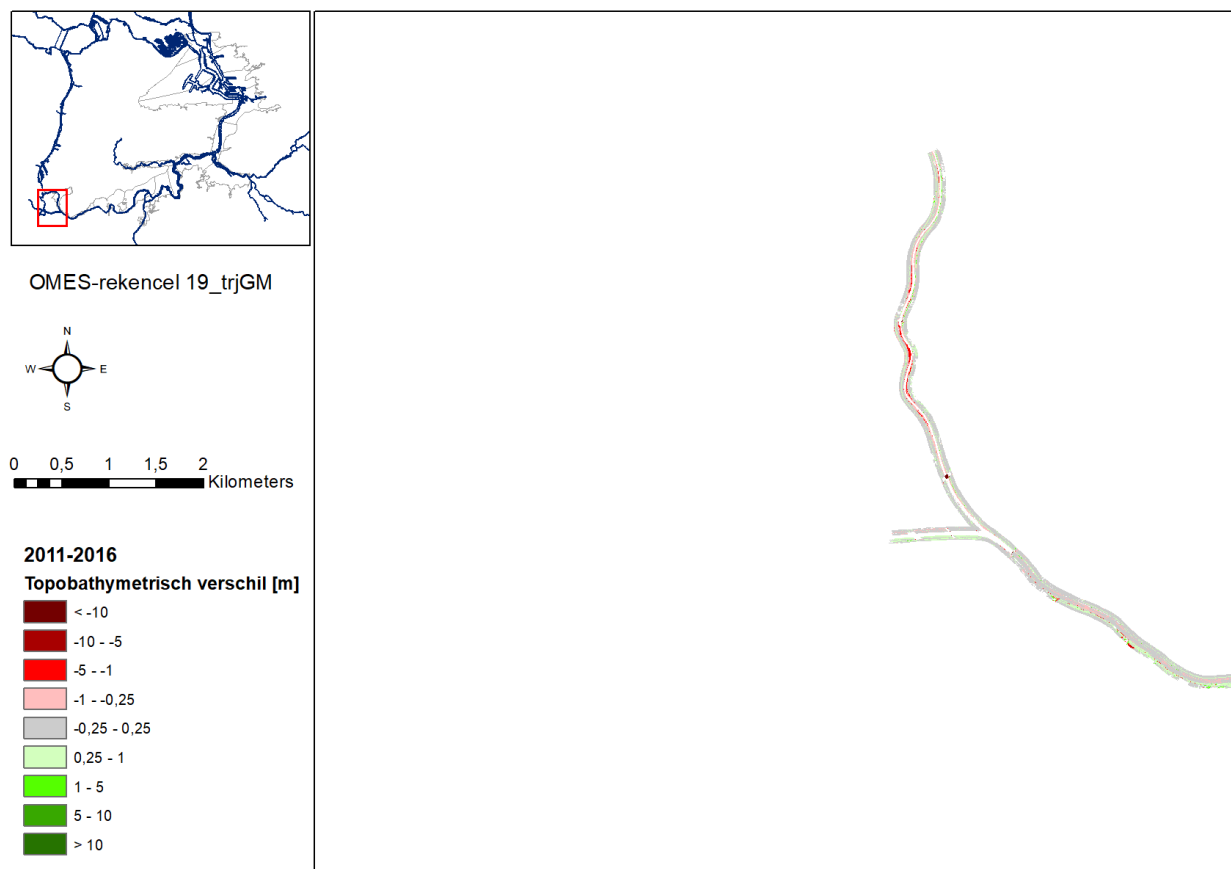 OMES-rekencel 19_trjGM
N
W E
S
0 0,5 1 1,5 2
Kilometers
2011-2016
Topobathymetrisch verschil [m]
< -10
-10 - -5
-5 - -1
-1 - -0,25
-0,25 - 0,25
0,25 - 1
1 - 5
5 - 10
> 10